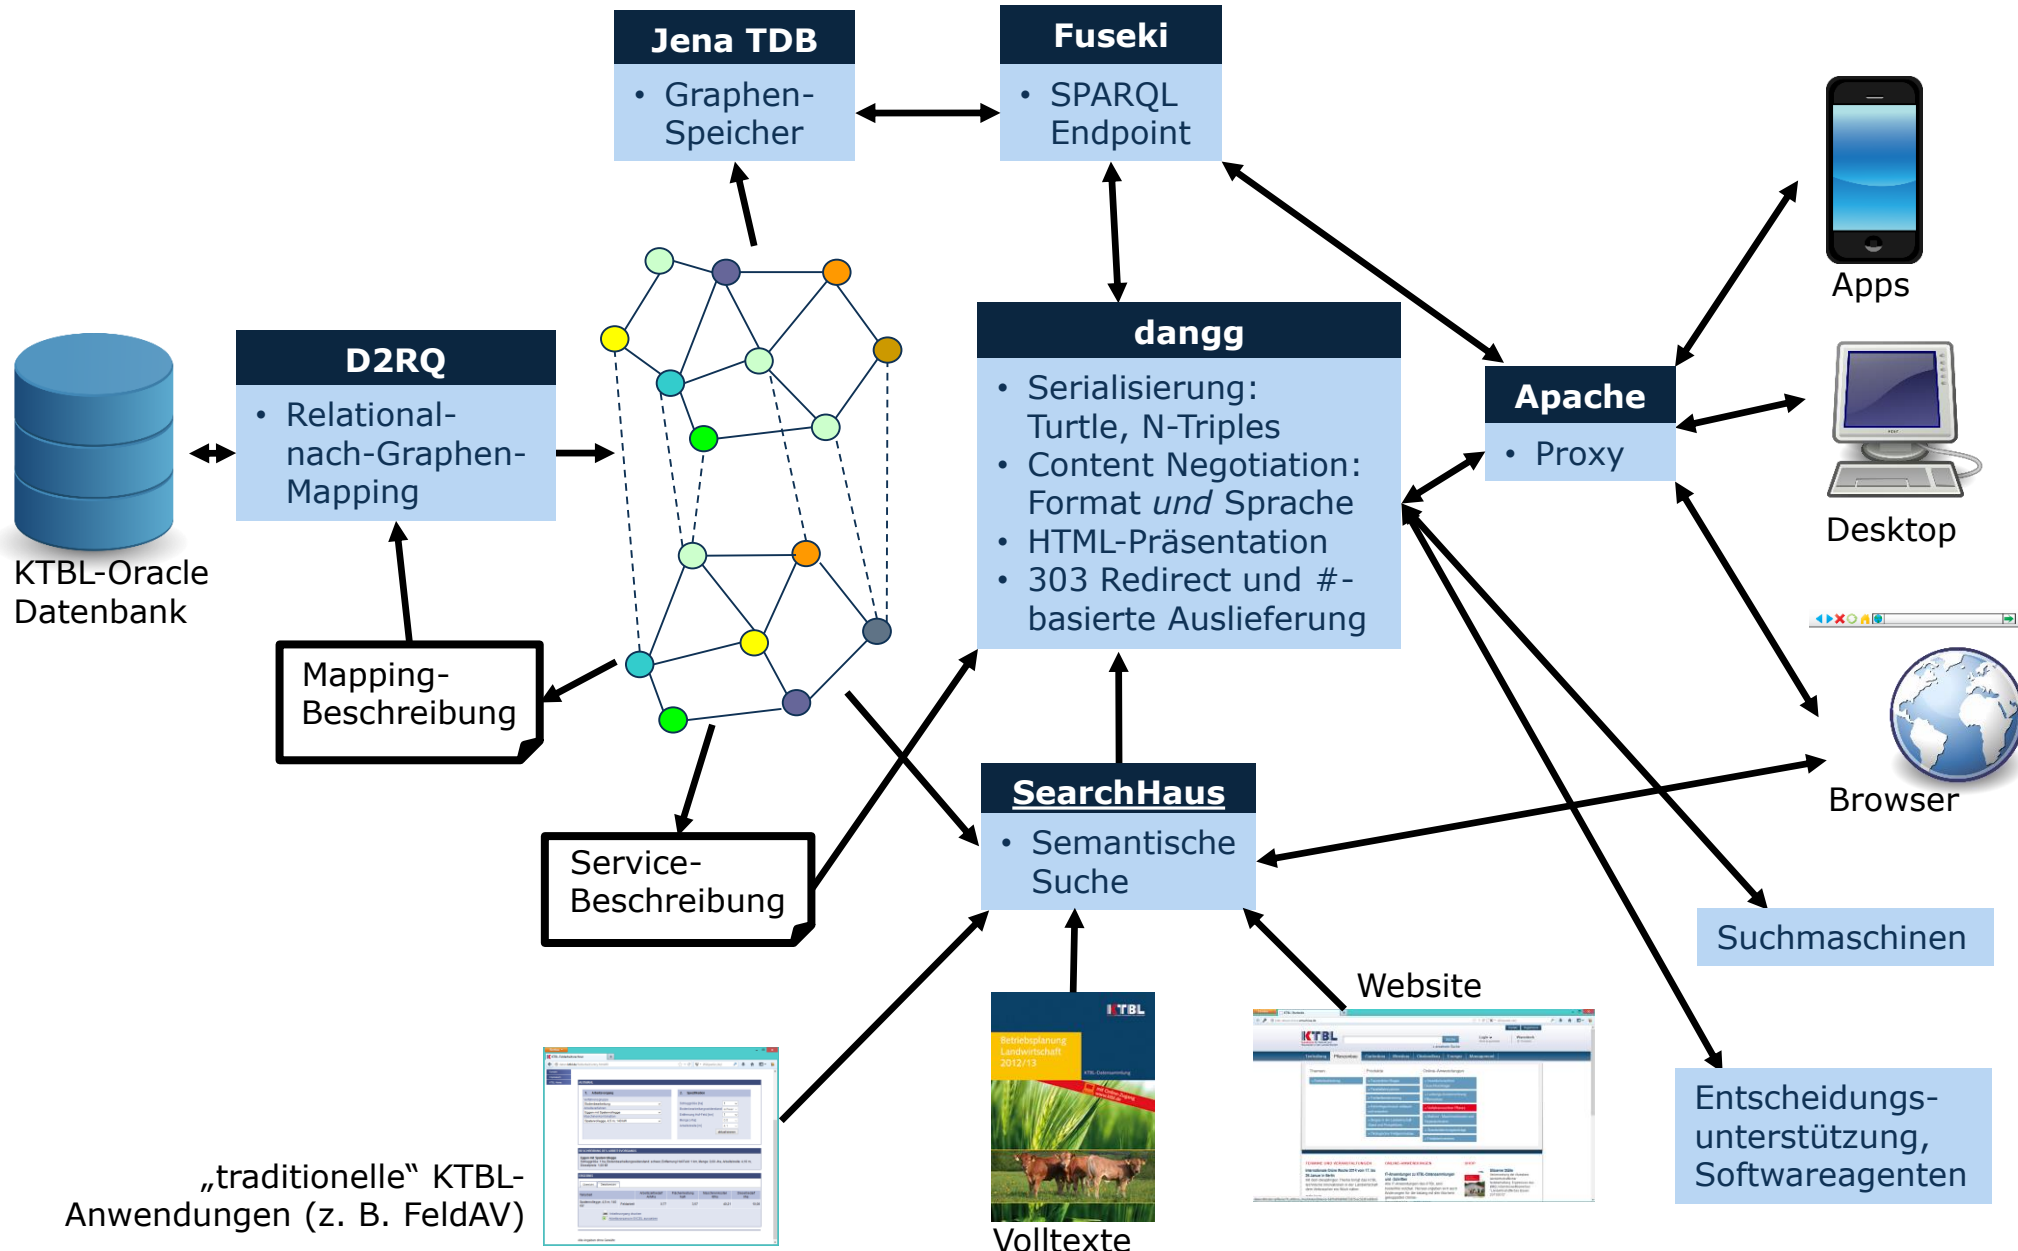 Jena TDB
• Graphen-
Speicher
Fuseki
• SPARQL
Endpoint
Apps
D2RQ
• Relational-
nach-Graphen-
Mapping
dangg
• Serialisierung:
Turtle, N-Triples
• Content Negotiation:
Format und Sprache
• HTML-Präsentation
• 303 Redirect und #-
basierte Auslieferung
Apache
• Proxy
Desktop
KTBL-Oracle
Datenbank
Mapping-
Beschreibung
Browser
SearchHaus
• Semantische
Suche
Service-
Beschreibung
Suchmaschinen
Website
KTBL
Betriebsplanung
Landwirtschaft
2012/13
KTBL-Datensammlung
KTBL
Entscheidungs-
unterstützung,
Softwareagenten
„traditionelle“ KTBL-
Anwendungen (z. B. FeldAV)
Volltexte